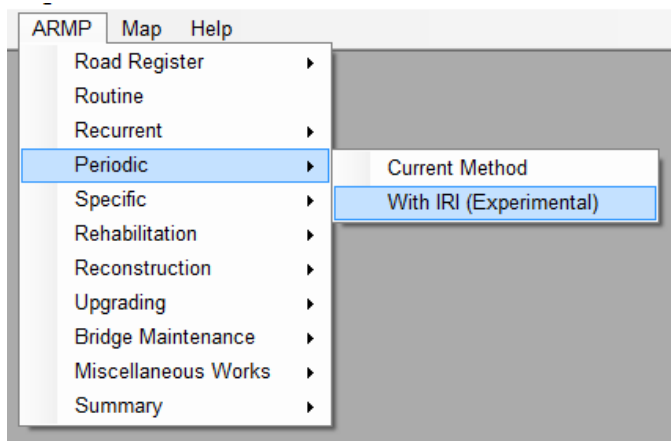 ARMP Map Help
Road Register
Routine
Recurrent
Periodic
Current Method
Specific
With IRI (Experimental)
Rehabilitation
Reconstruction
Upgrading
Bridge Maintenance
Miscellaneous Works
Summary